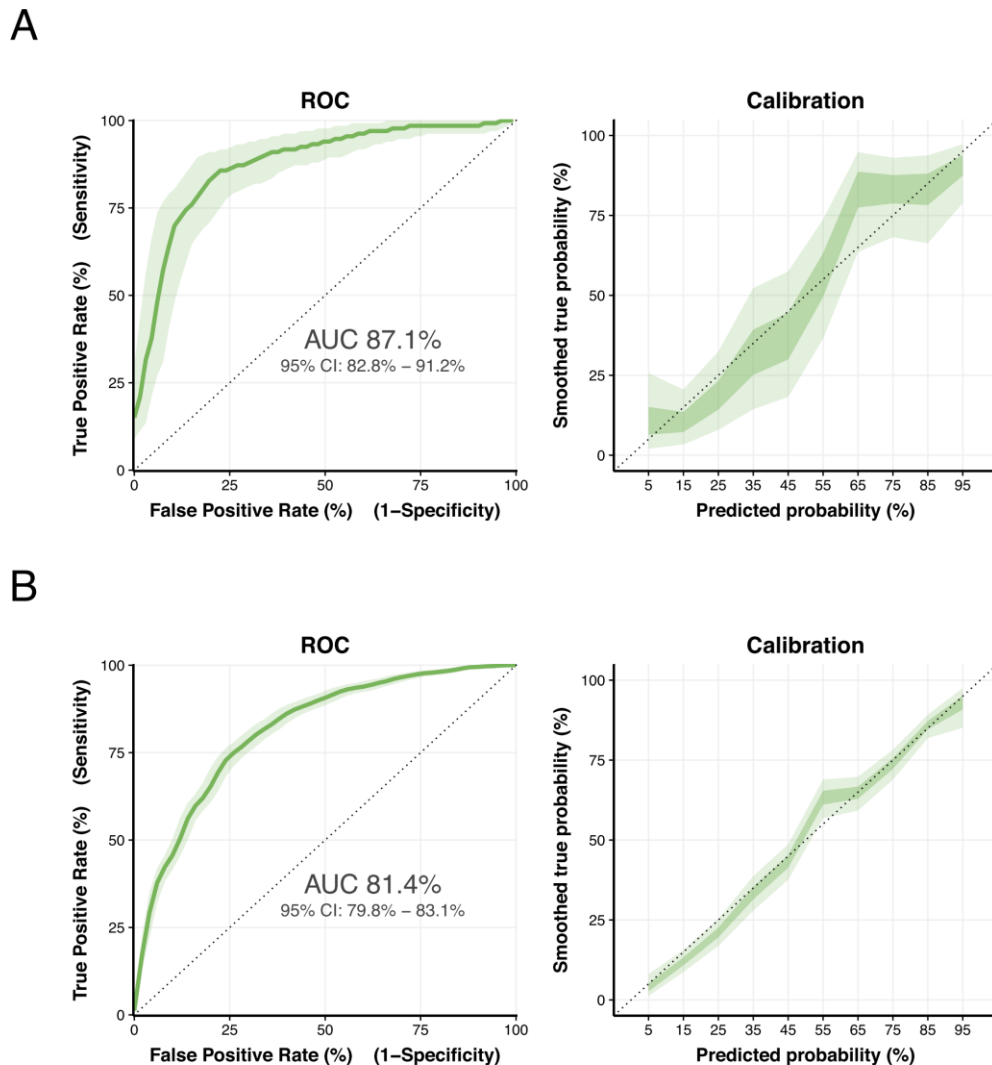 A
ROC
True Positive Rate (%) (Sensitivity)
100
75
50
25
0
AUC 87.1%
95% CI: 82.8% – 91.2%
0 25 50 75 100
False Positive Rate (%) (1–Specificity)
Calibration
Smoothed true probability (%)
100
75
50
25
0
5 15 25 35 45 55 65 75 85 95
Predicted probability (%)
B
ROC
True Positive Rate (%) (Sensitivity)
100
75
50
25
0
AUC 81.4%
95% CI: 79.8% – 83.1%
0 25 50 75 100
False Positive Rate (%) (1–Specificity)
Calibration
Smoothed true probability (%)
100
75
50
25
0
5 15 25 35 45 55 65 75 85 95
Predicted probability (%)